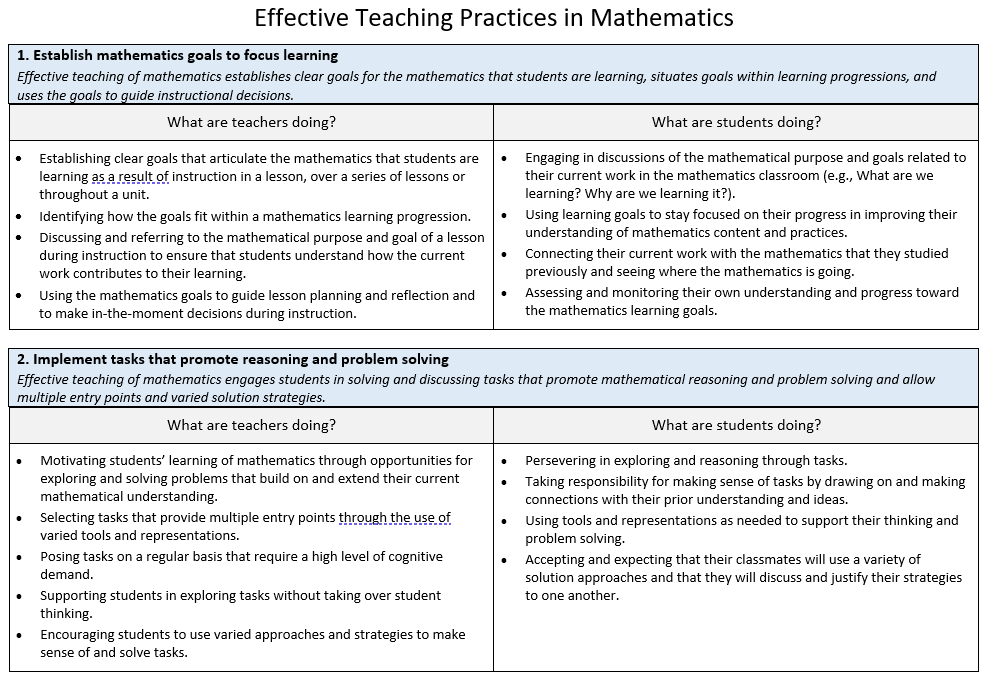 Effective Teaching Practices in Mathematics
1. Establish mathematics goals to focus learning
Effective teaching of mathematics establishes clear goals for the mathematics that students are learning, situates goals within learning progressions, and
uses the goals to guide instructional decisions.
What are teachers doing?
• Establishing clear goals that articulate the mathematics that students are
learning as a result of instruction in a lesson, over a series of lessons or
throughout a unit.
• Identifying how the goals fit within a mathematics learning progression.
• Discussing and referring to the mathematical purpose and goal of a lesson
during instruction to ensure that students understand how the current
work contributes to their learning.
• Using the mathematics goals to guide lesson planning and reflection and
to make in-the-moment decisions during instruction.
What are students doing?
• Engaging in discussions of the mathematical purpose and goals related to
their current work in the mathematics classroom (e.g., What are we
learning? Why are we learning it?).
• Using learning goals to stay focused on their progress in improving their
understanding of mathematics content and practices.
• Connecting their current work with the mathematics that they studied
previously and seeing where the mathematics is going.
• Assessing and monitoring their own understanding and progress toward
the mathematics learning goals.
2. Implement tasks that promote reasoning and problem solving
Effective teaching of mathematics engages students in solving and discussing tasks that promote mathematical reasoning and problem solving and allow
multiple entry points and varied solution strategies.
What are teachers doing?
• Motivating students’ learning of mathematics through opportunities for
exploring and solving problems that build on and extend their current
mathematical understanding.
• Selecting tasks that provide multiple entry points through the use of
varied tools and representations.
• Posing tasks on a regular basis that require a high level of cognitive
demand.
• Supporting students in exploring tasks without taking over student
thinking.
• Encouraging students to use varied approaches and strategies to make
sense of and solve tasks.
What are students doing?
• Persevering in exploring and reasoning through tasks.
• Taking responsibility for making sense of tasks by drawing on and making
connections with their prior understanding and ideas.
• Using tools and representations as needed to support their thinking and
problem solving.
• Accepting and expecting that their classmates will use a variety of
solution approaches and that they will discuss and justify their strategies
to one another.